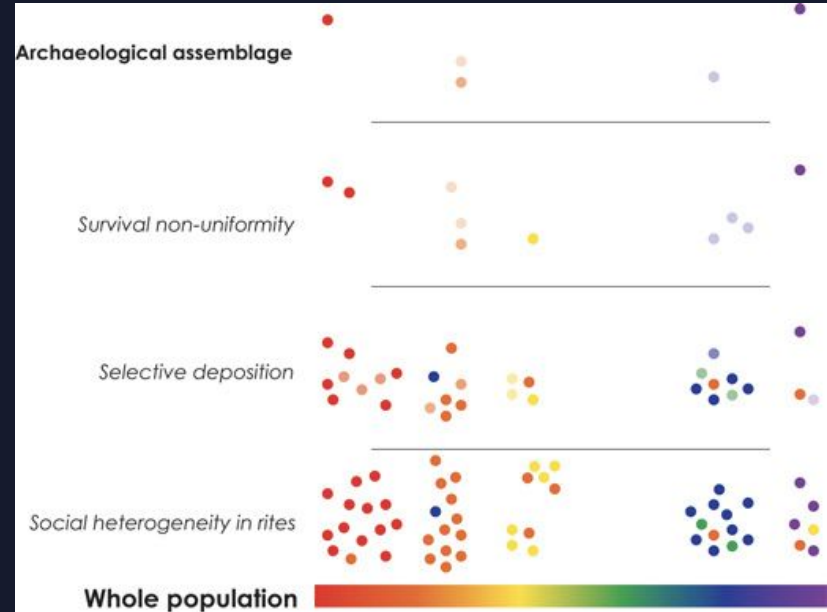 Archaeological assemblage
Survival non-uniformity
Selective deposition
Social heterogeneity in rites
Whole population